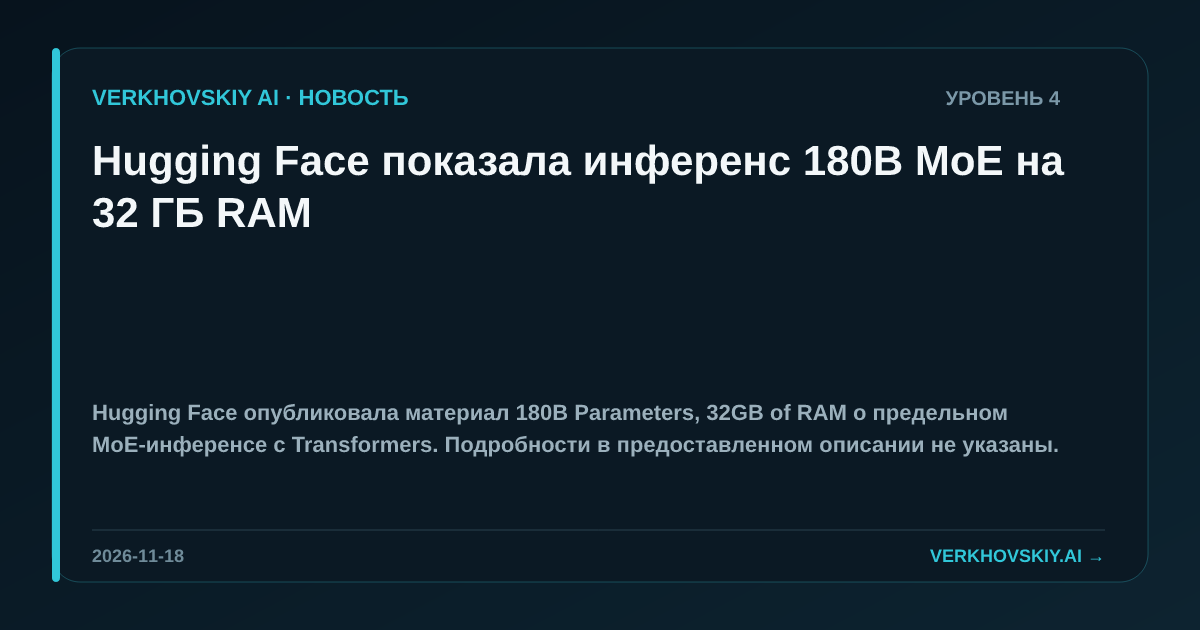 VERKHOVSKIY AI · НОВОСТЬ
УРОВЕНЬ 4
Hugging Face показала инференс 180B MoE на
32 ГБ RAM
Hugging Face опубликовала материал 180B Parameters, 32GB of RAM о предельном
MoE-инференсе с Transformers. Подробности в предоставленном описании не указаны.
2026-11-18
VERKHOVSKIY.AI →